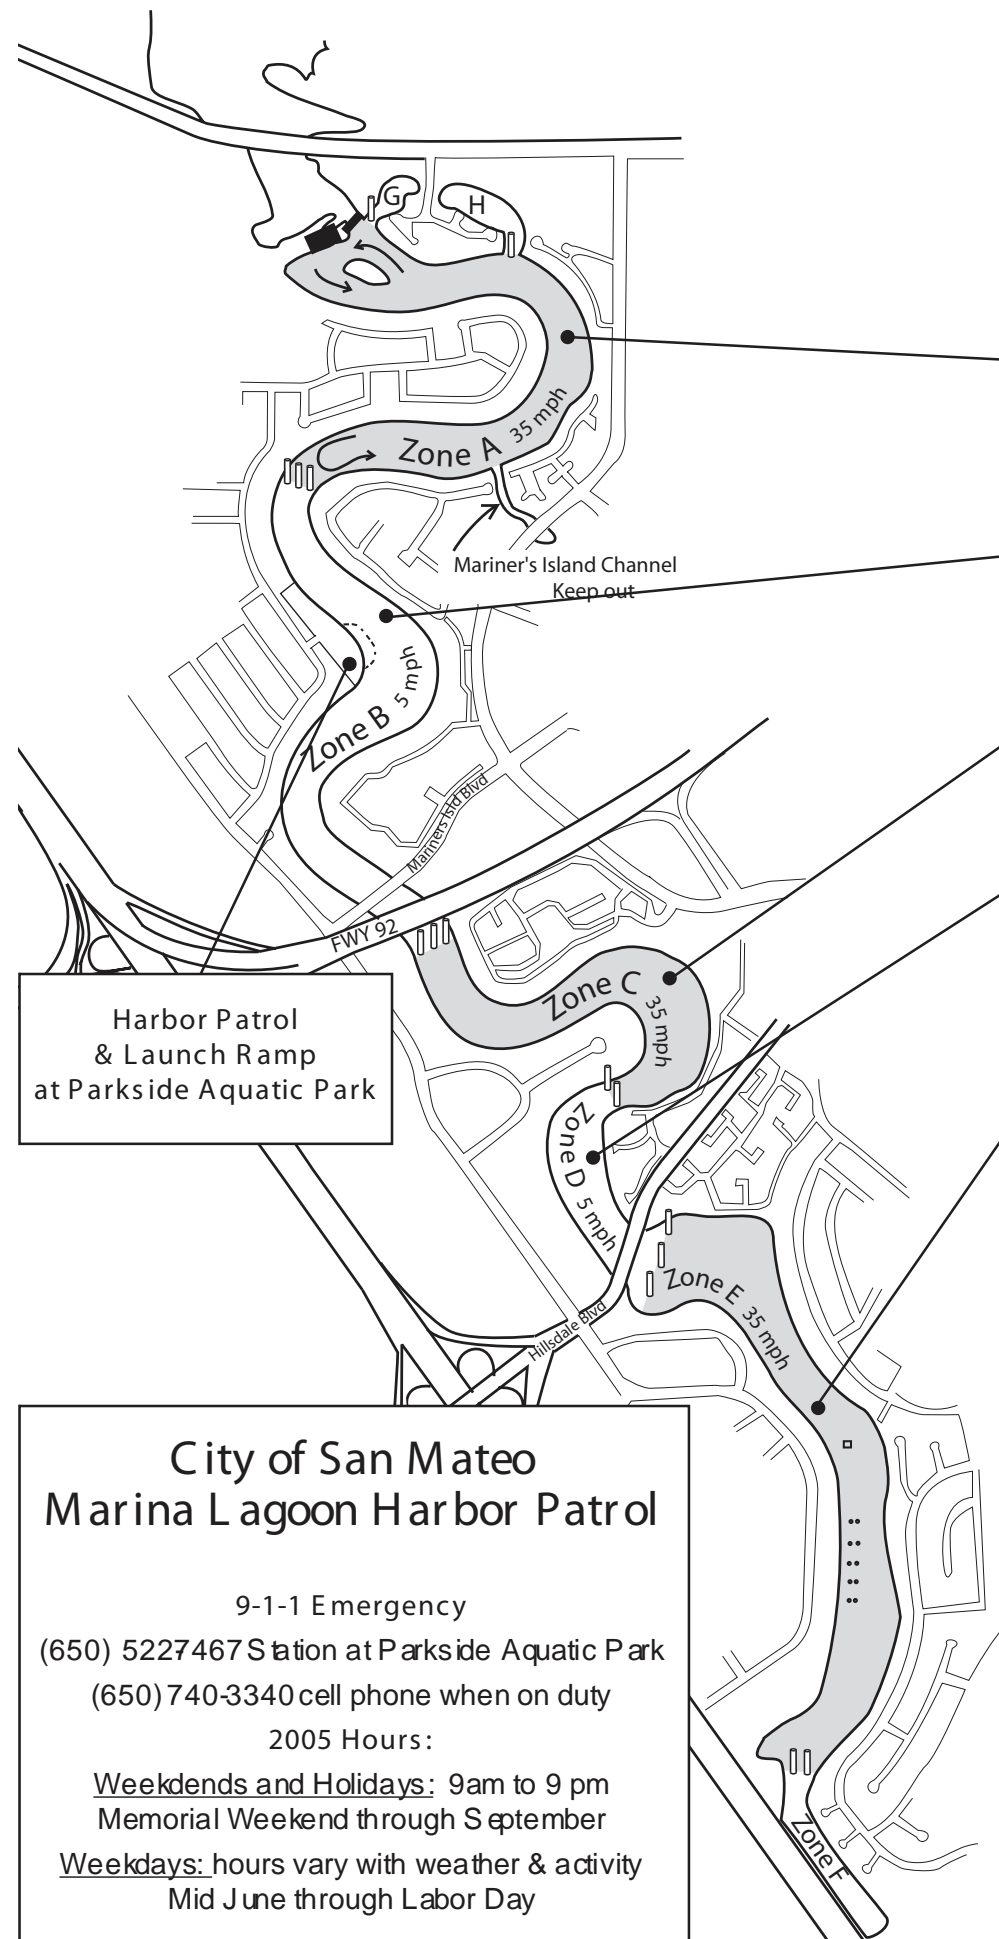 G
H
Zone A 35 mph
Mariner's Island Channel
Keep out
Zone B 5 mph
Mariners Isld Blvd
FWY 92
Zone C 35 mph
Harbor Patrol
& Launch Ramp
at Parkside Aquatic Park
Zone D 5 mph
Zone E 35 mph
Hillsdale Blvd
City of San Mateo
Marina Lagoon Harbor Patrol
9-1-1 Emergency
(650) 522-7467 Station at Parkside Aquatic Park
(650) 740-3340 cell phone when on duty
2005 Hours:
Weekdends and Holidays: 9am to 9 pm
Memorial Weekend through September
Weekdays: hours vary with weather & activity
Mid June through Labor Day
Zone F